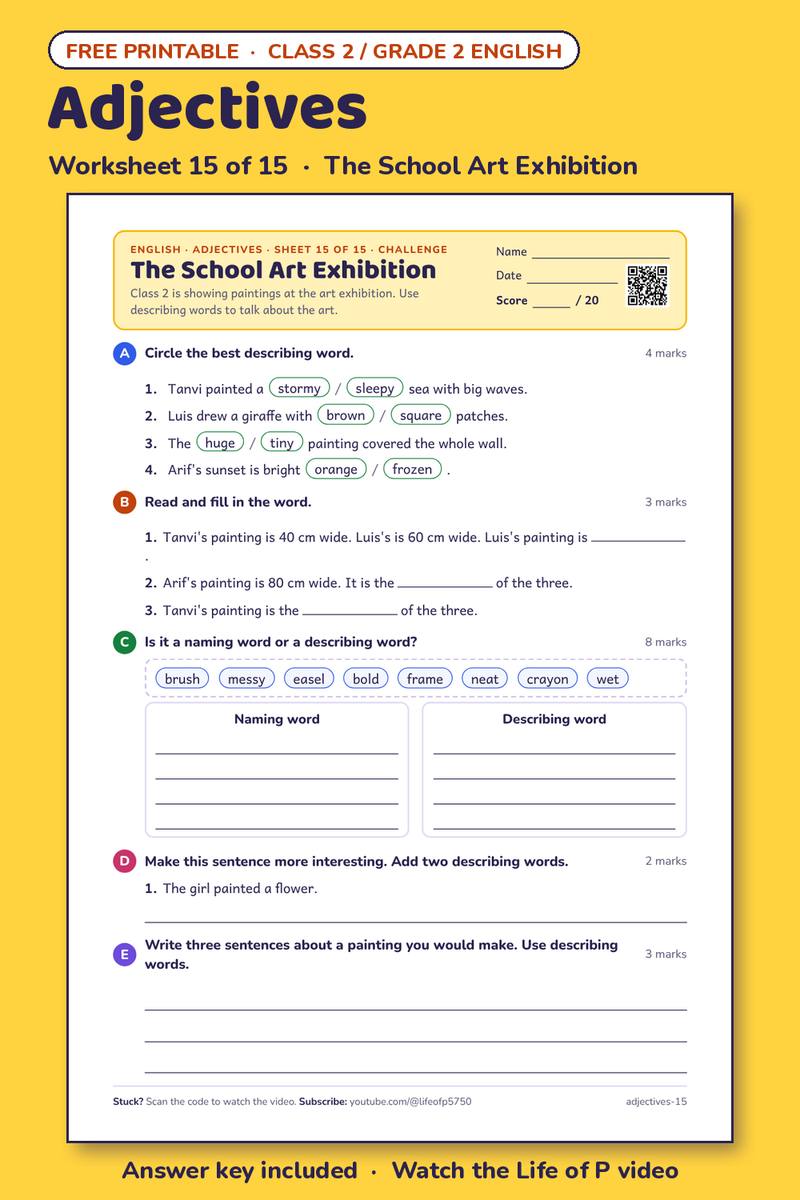 FREE PRINTABLE · CLASS 2 / GRADE 2 ENGLISH
Adjectives
Worksheet 15 of 15 · The School Art Exhibition
ENGLISH · ADJECTIVES · SHEET 15 OF 15 · CHALLENGE
The School Art Exhibition
Class 2 is showing paintings at the art exhibition. Use
describing words to talk about the art.
Name ____________________
Date ______________
Score ______ / 20
A Circle the best describing word. 4 marks
1. Tanvi painted a stormy / sleepy sea with big waves.
2. Luis drew a giraffe with brown / square patches.
3. The huge / tiny painting covered the whole wall.
4. Arif's sunset is bright orange / frozen .
B Read and fill in the word. 3 marks
1. Tanvi's painting is 40 cm wide. Luis's is 60 cm wide. Luis's painting is ______________
.
2. Arif's painting is 80 cm wide. It is the ______________ of the three.
3. Tanvi's painting is the ______________ of the three.
C Is it a naming word or a describing word? 8 marks
brush messy easel bold frame neat crayon wet
Naming word Describing word
D Make this sentence more interesting. Add two describing words. 2 marks
1. The girl painted a flower.
E Write three sentences about a painting you would make. Use describing
words. 3 marks
Stuck? Scan the code to watch the video. Subscribe: youtube.com/@lifeofp5750 adjectives-15
Answer key included · Watch the Life of P video